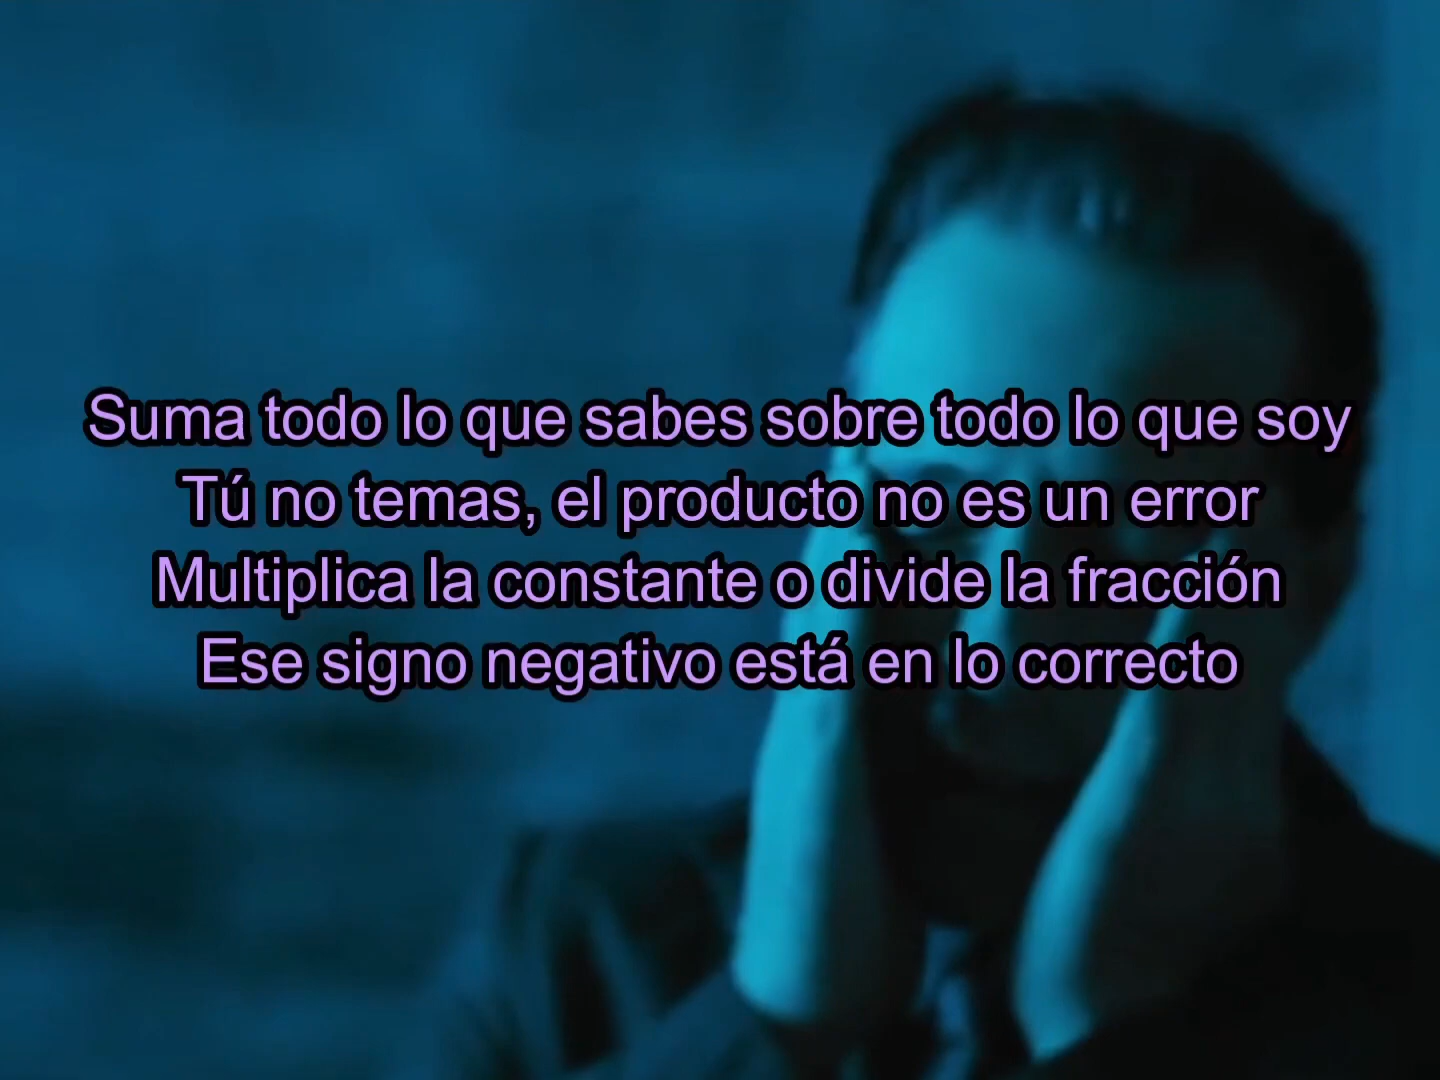 Suma todo lo que sabes sobre todo lo que soy
Tú no temas, el producto no es un error
Multiplica la constante o divide la fracción
Ese signo negativo está en lo correcto